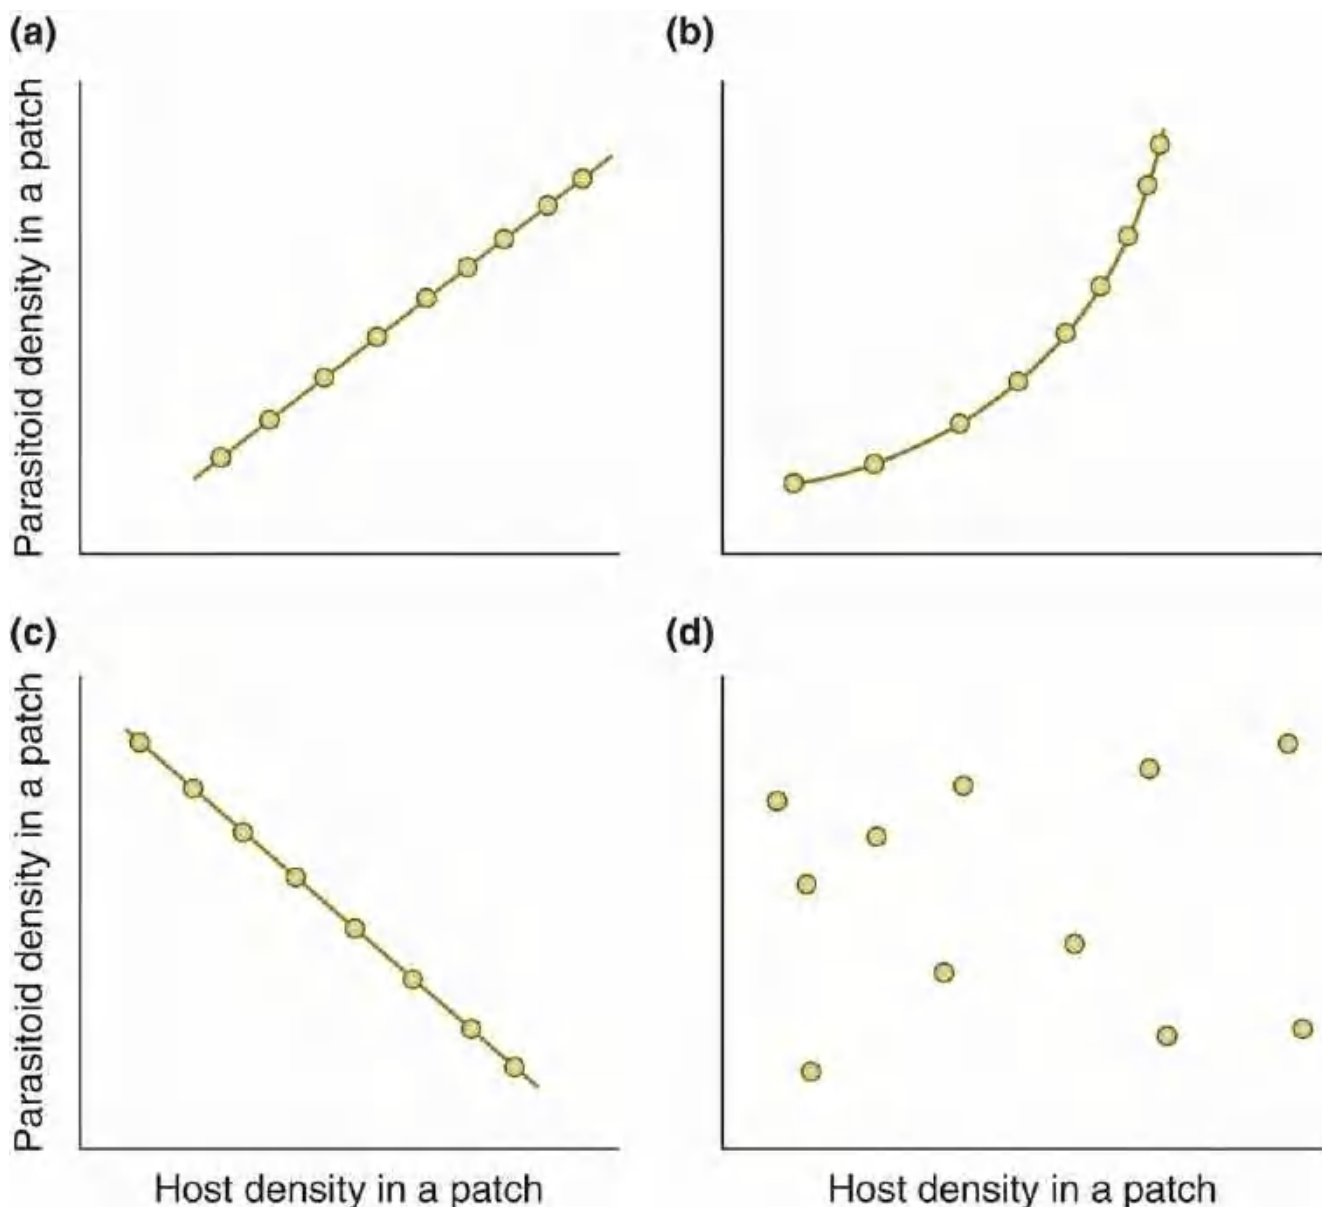 (a)
Parasitoid density in a patch
(b)
(c)
Parasitoid density in a patch
Host density in a patch
(d)
Host density in a patch